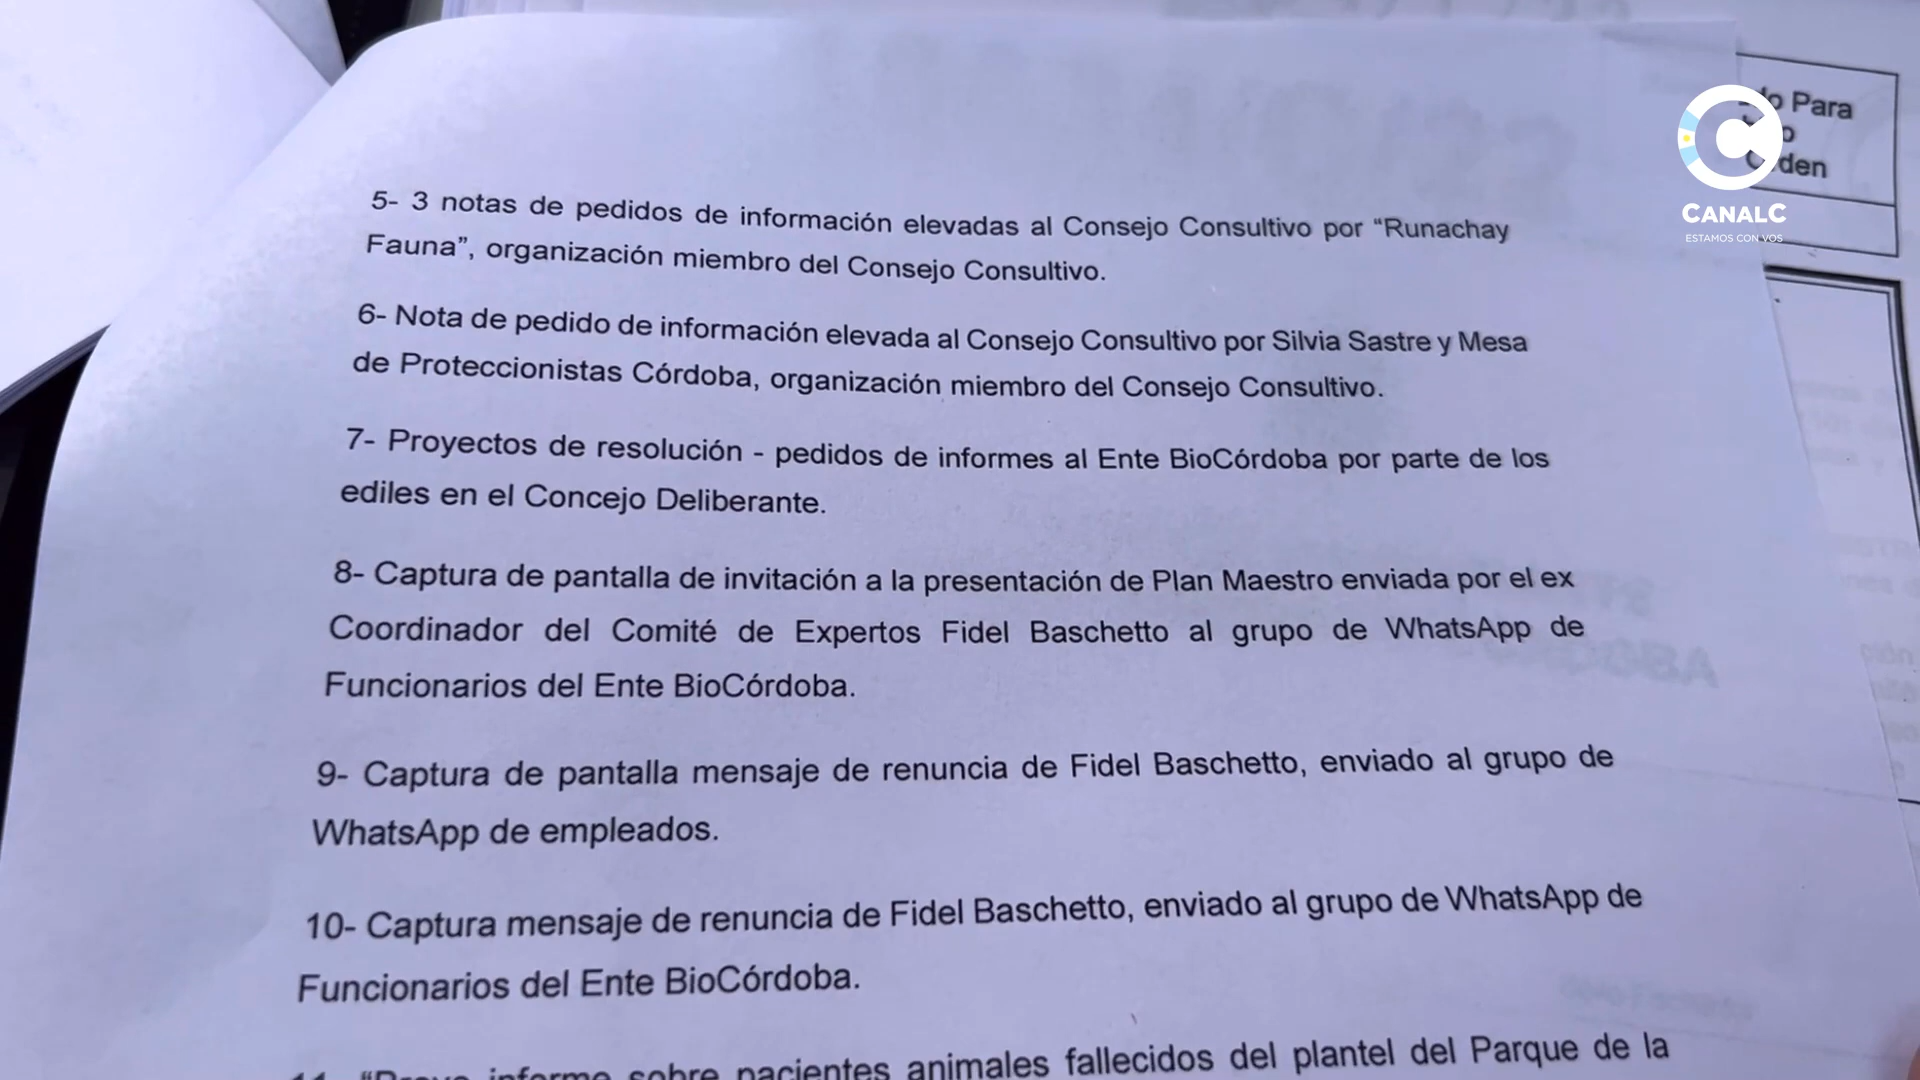 5- 3 notas de pedidos de información elevadas al Consejo Consultivo por “Runachay
Fauna”, organización miembro del Consejo Consultivo.
6- Nota de pedido de información elevada al Consejo Consultivo por Silvia Sastre y Mesa
de Proteccionistas Córdoba, organización miembro del Consejo Consultivo.
7- Proyectos de resolución - pedidos de informes al Ente BioCórdoba por parte de los
ediles en el Concejo Deliberante.
8- Captura de pantalla de invitación a la presentación de Plan Maestro enviada por el ex
Coordinador del Comité de Expertos Fidel Baschetto al grupo de WhatsApp de
Funcionarios del Ente BioCórdoba.
9- Captura de pantalla mensaje de renuncia de Fidel Baschetto, enviado al grupo de
WhatsApp de empleados.
10- Captura mensaje de renuncia de Fidel Baschetto, enviado al grupo de WhatsApp de
Funcionarios del Ente BioCórdoba.
informe sobre pacientes animales fallecidos del plantel del Parque de la
Para
CANALC
ESTAMOS CON VOS